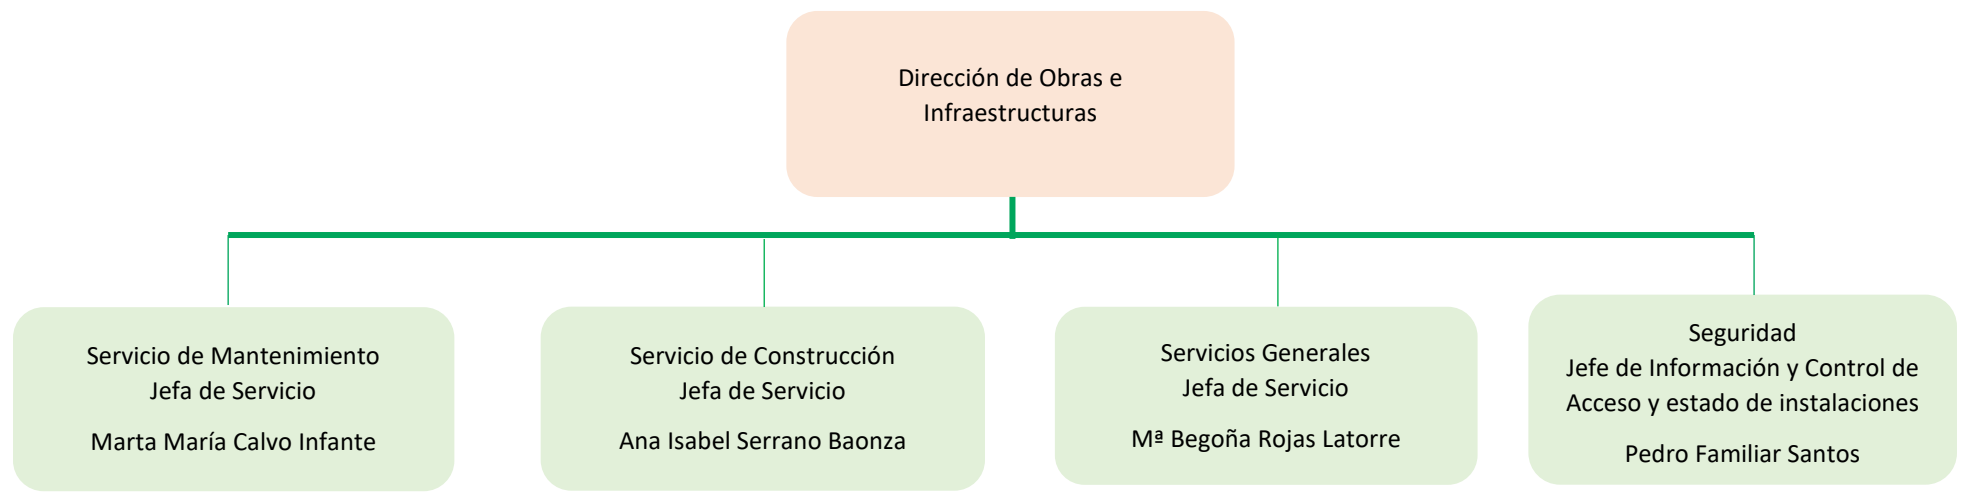 Dirección de Obras e
Infraestructuras
Servicio de Mantenimiento
Jefa de Servicio
Marta María Calvo Infante
Servicio de Construcción
Jefa de Servicio
Ana Isabel Serrano Baonza
Servicios Generales
Jefa de Servicio
Mª Begoña Rojas Latorre
Seguridad
Jefe de Información y Control de
Acceso y estado de instalaciones
Pedro Familiar Santos